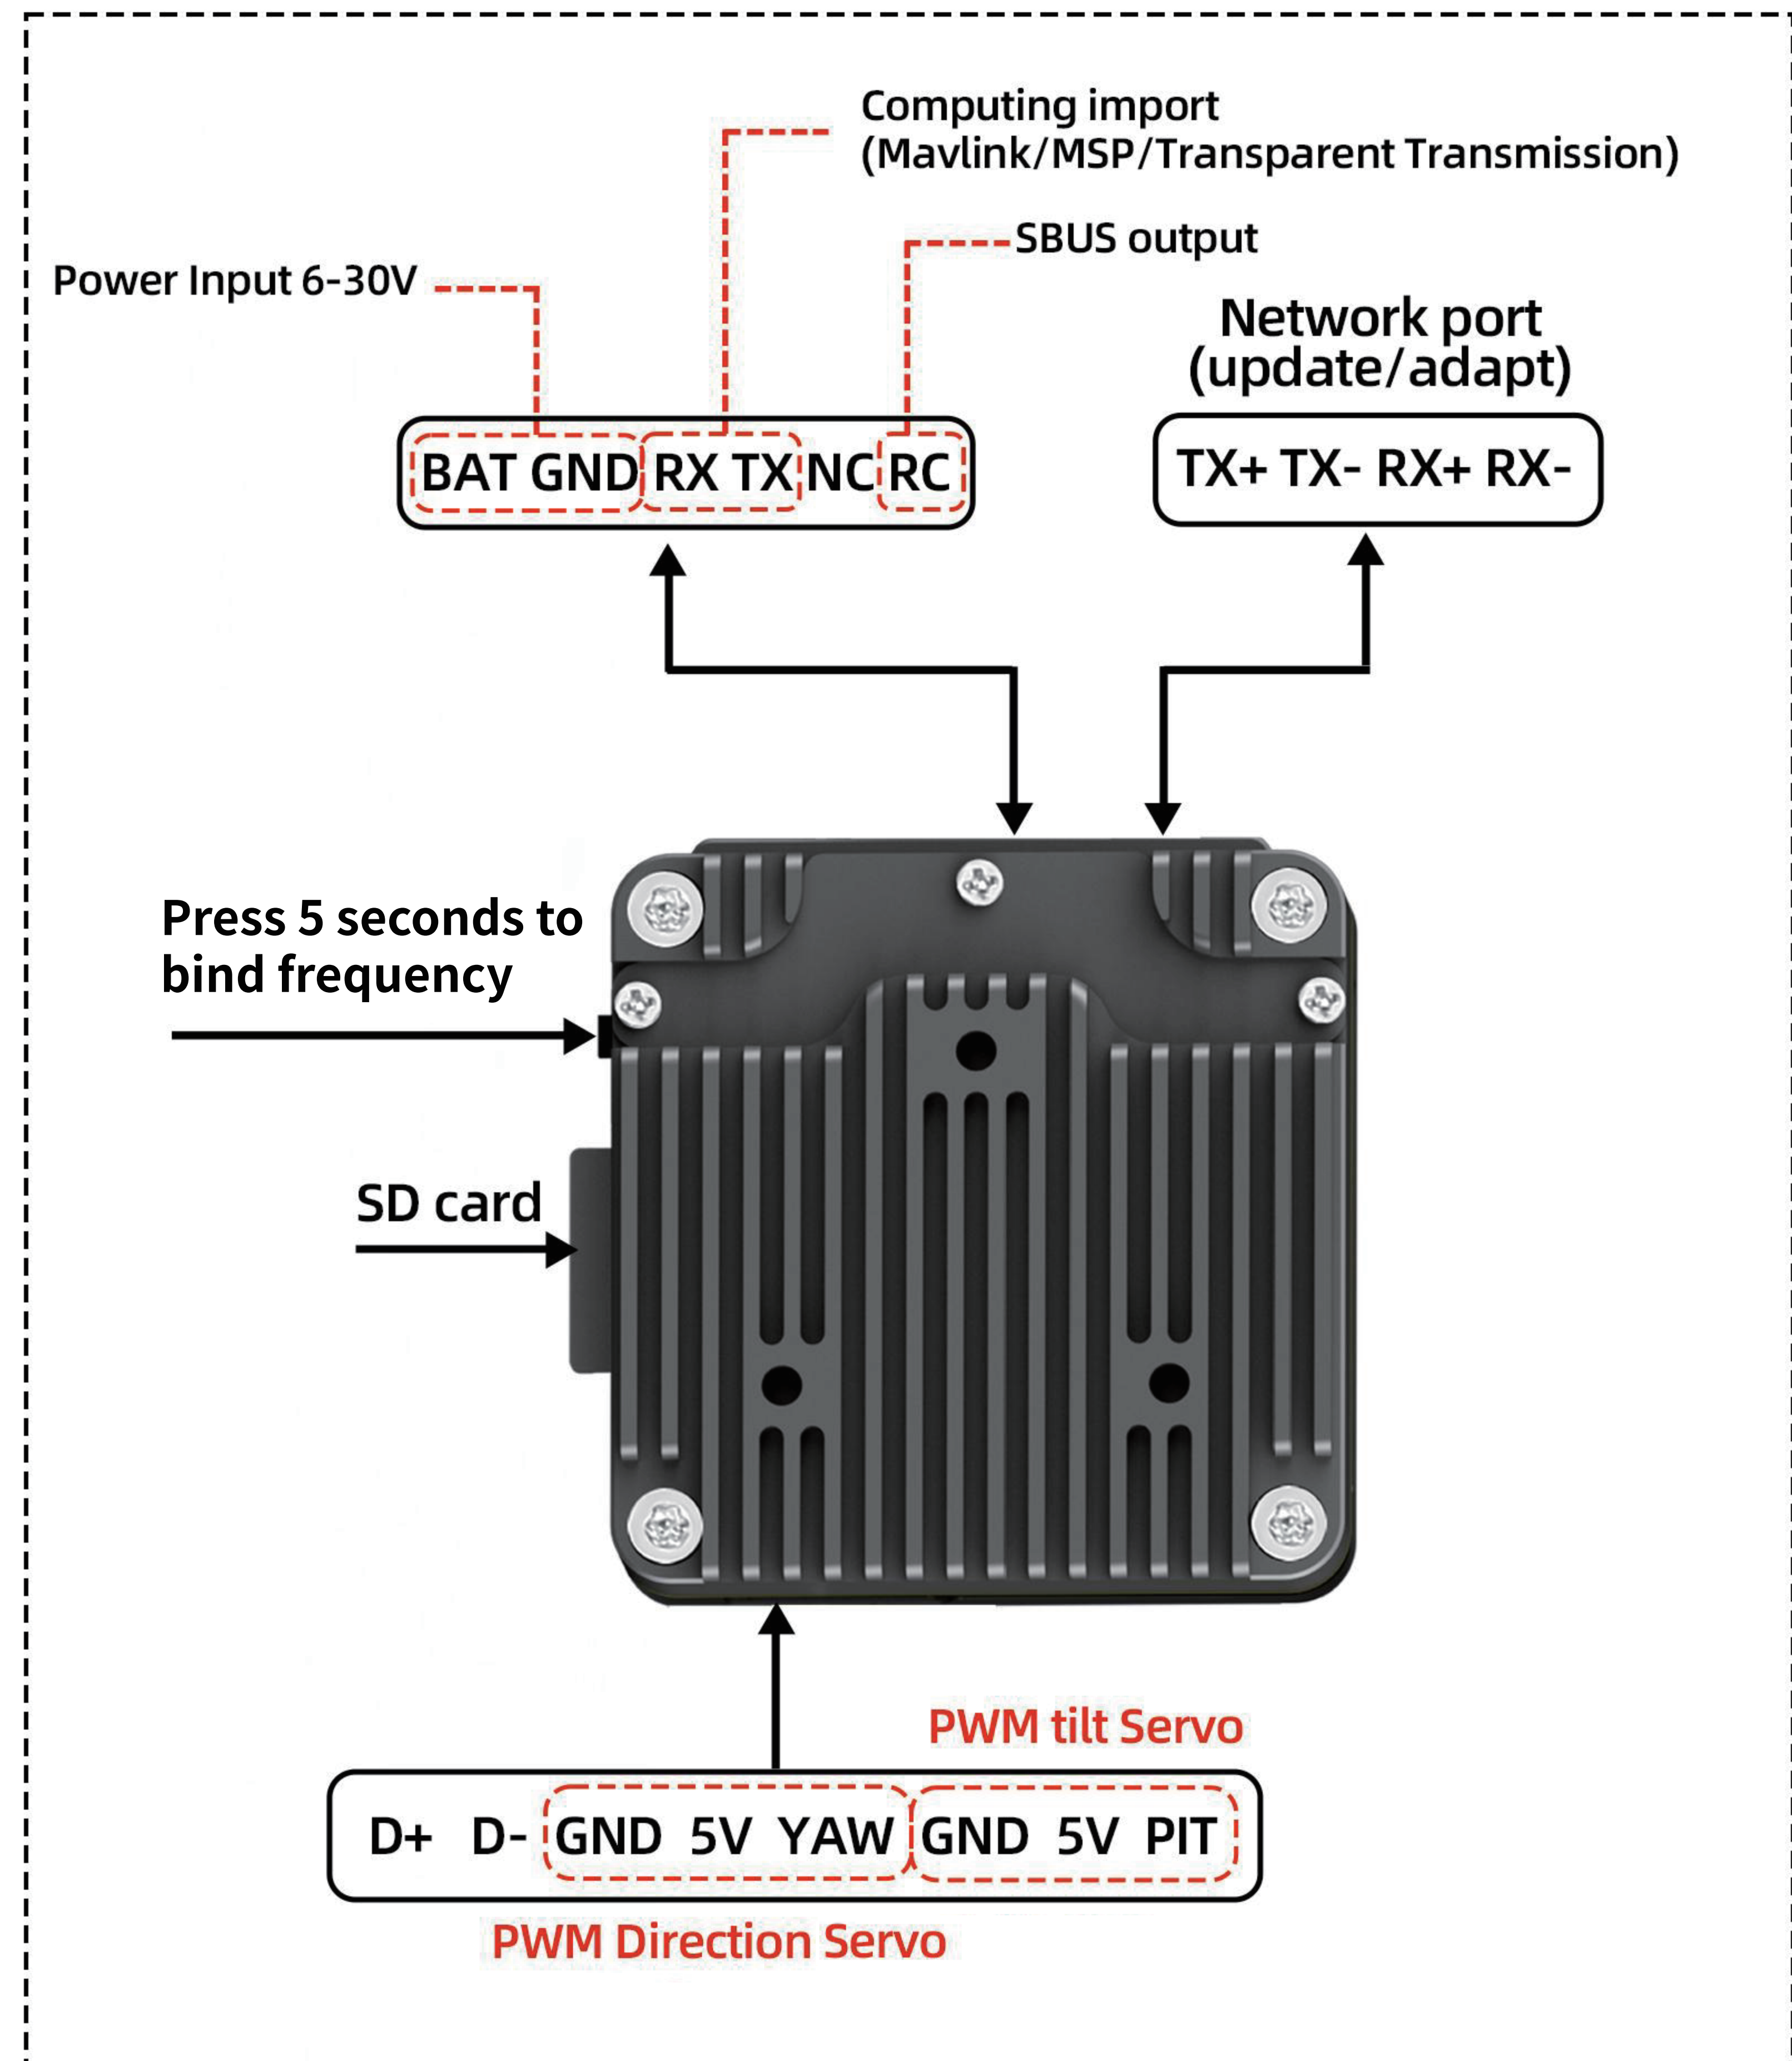 Computing import
(Mavlink/MSP/Transparent Transmission)
SBUS output
Power Input 6-30V
Network port
(update/adapt)
BAT GND RX TX NC RC
TX+ TX- RX+ RX-
Press 5 seconds to
bind frequency
SD card
PWM tilt Servo
D+ D- GND 5V YAW GND 5V PIT
PWM Direction Servo